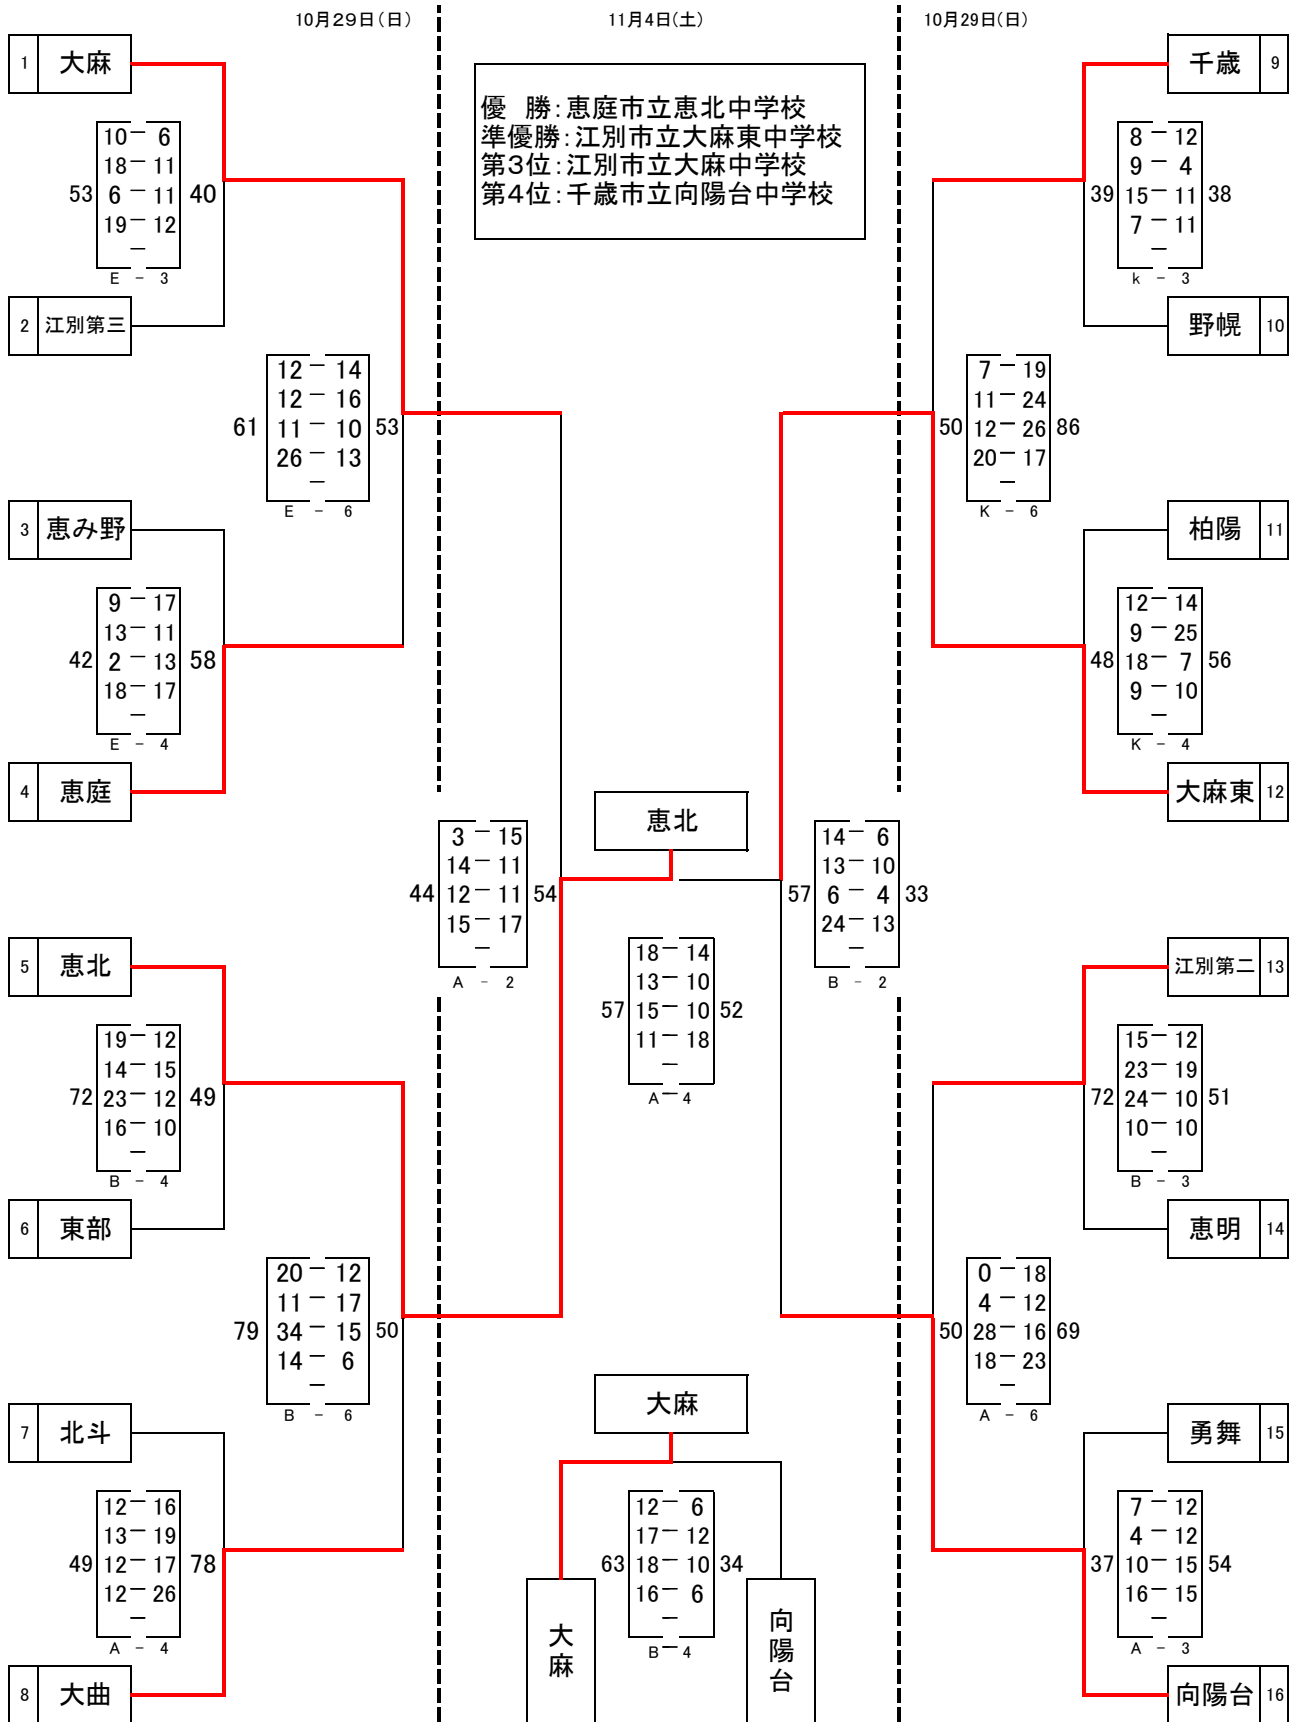 10月29日(日)
11月4日(土)
10月29日(日)
優　勝:恵庭市立恵北中学校
準優勝:江別市立大麻東中学校
第3位:江別市立大麻中学校
第4位:千歳市立向陽台中学校
1 大麻
10 － 6
18 － 11
53 6 － 11 40
19 － 12
－
E － 3
2 江別第三
12 － 14
12 － 16
61 11 － 10 53
26 － 13
－
E － 6
3 恵み野
9 － 17
13 － 11
42 2 － 13 58
18 － 17
－
E － 4
4 恵庭
3 － 15
14 － 11
44 12 － 11 54
15 － 17
－
A － 2
5 恵北
19 － 12
14 － 15
72 23 － 12 49
16 － 10
－
B － 4
6 東部
20 － 12
11 － 17
79 34 － 15 50
14 － 6
－
B － 6
7 北斗
12 － 16
13 － 19
49 12 － 17 78
12 － 26
－
A － 4
8 大曲
恵北
18 － 14
13 － 10
57 15 － 10 52
11 － 18
－
A － 4
大麻
12 － 6
17 － 12
63 18 － 10 34
16 － 6
－
B － 4
大麻
向陽台
千歳 9
8 － 12
9 － 4
39 15 － 11 38
7 － 11
－
k － 3
野幌 10
7 － 19
11 － 24
50 12 － 26 86
20 － 17
－
K － 6
柏陽 11
12 － 14
9 － 25
48 18 － 7 56
9 － 10
－
K － 4
大麻東 12
14 － 6
13 － 10
57 6 － 4 33
24 － 13
－
B － 2
江別第二 13
15 － 12
23 － 19
72 24 － 10 51
10 － 10
－
B － 3
恵明 14
0 － 18
4 － 12
50 28 － 16 69
18 － 23
－
A － 6
勇舞 15
7 － 12
4 － 12
37 10 － 15 54
16 － 15
－
A － 3
向陽台 16